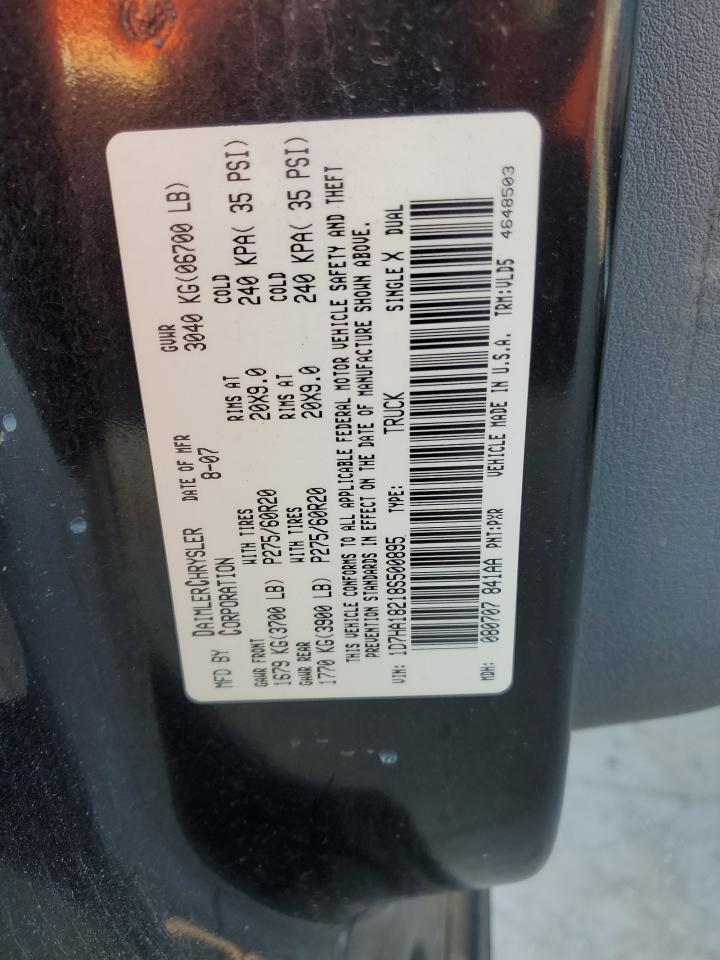 MFD BY DAIMLERCHRYSLER CORPORATION DATE OF MFR 8-07 GVWR 3040 KG(06700 LB)
GAWR FRONT WITH TIRES RIMS AT COLD
1679 KG(3700 LB) P275/60R20 20X9.0 240 KPA( 35 PSI)
GAWR REAR WITH TIRES RIMS AT COLD
1770 KG(3900 LB) P275/60R20 20X9.0 240 KPA( 35 PSI)
THIS VEHICLE CONFORMS TO ALL APPLICABLE FEDERAL MOTOR VEHICLE SAFETY AND THEFT
PREVENTION STANDARDS IN EFFECT ON THE DATE OF MANUFACTURE SHOWN ABOVE.
VIN: 1D7HA18218S500895 TYPE: TRUCK SINGLE X DUAL
MDH: 080707 841AA PNT:PXR VEHICLE MADE IN U.S.A. TRM:VLD5 4648503